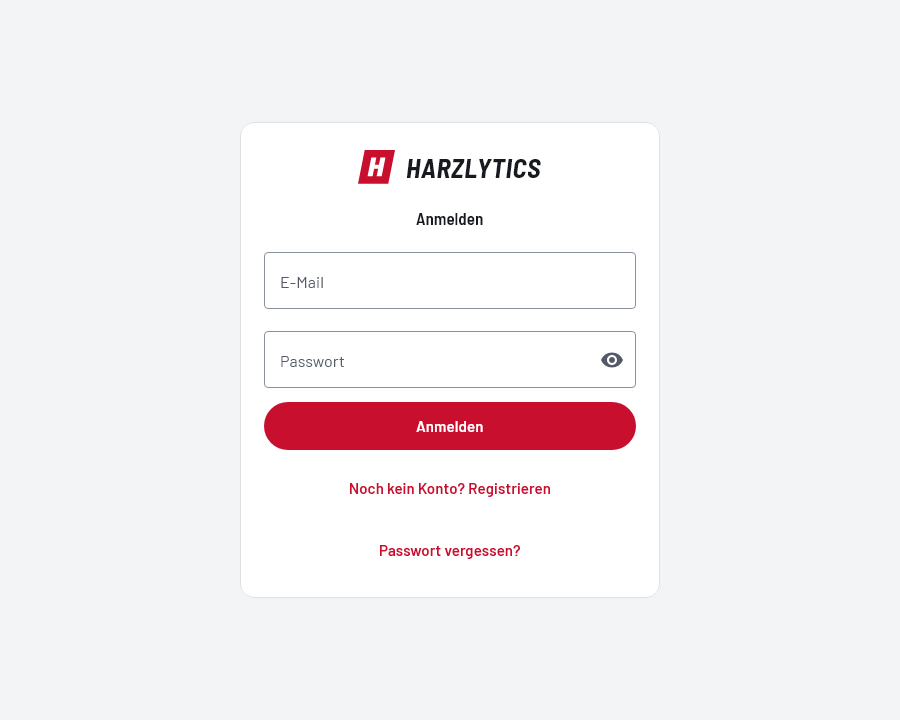 H HARZLYTICS
Anmelden
E-Mail
Passwort
Anmelden
Noch kein Konto? Registrieren
Passwort vergessen?